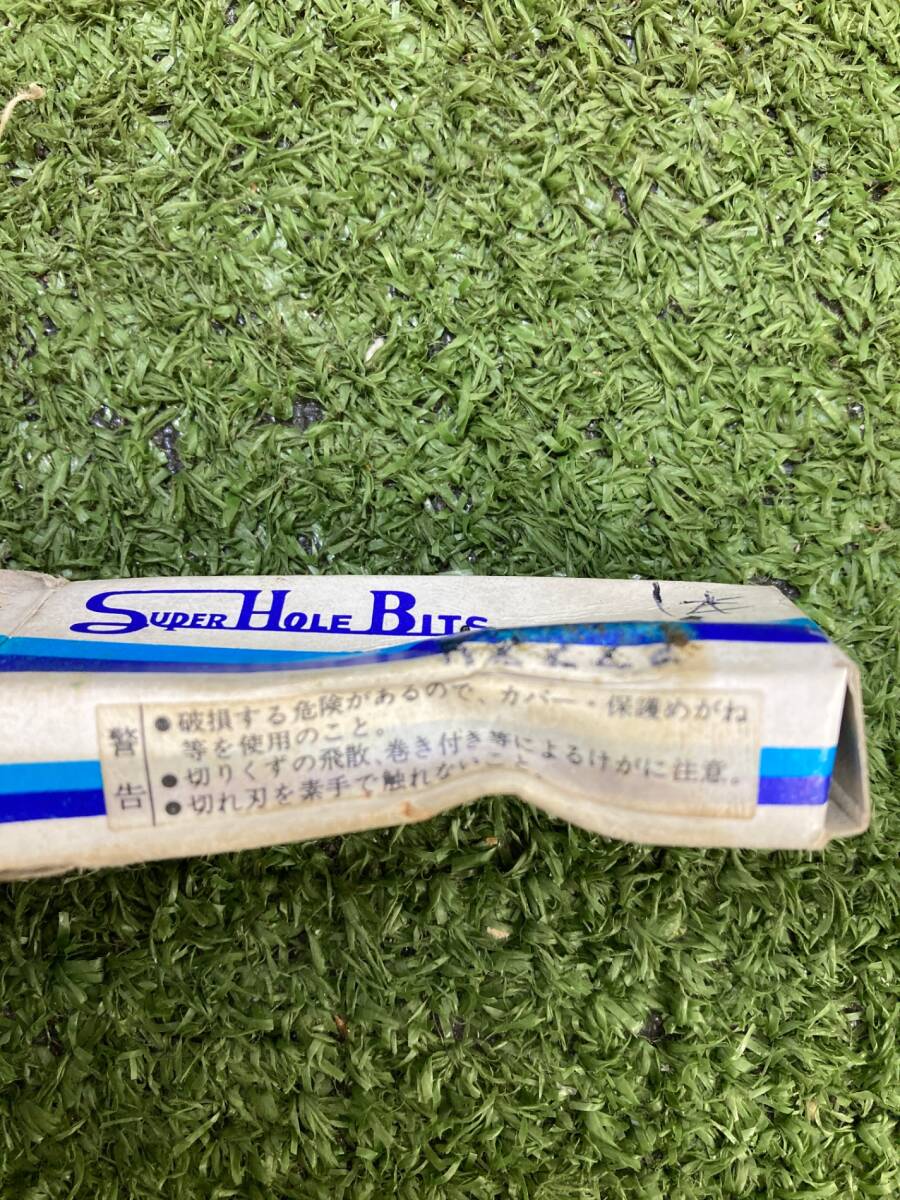 SUPER HOLE BITS
警告
●破損する危険があるので、カバー・保護めがね
等を使用のこと。
●切りくずの飛散、巻き付き等によるけがに注意。
●切れ刃を素手で触れないこと。